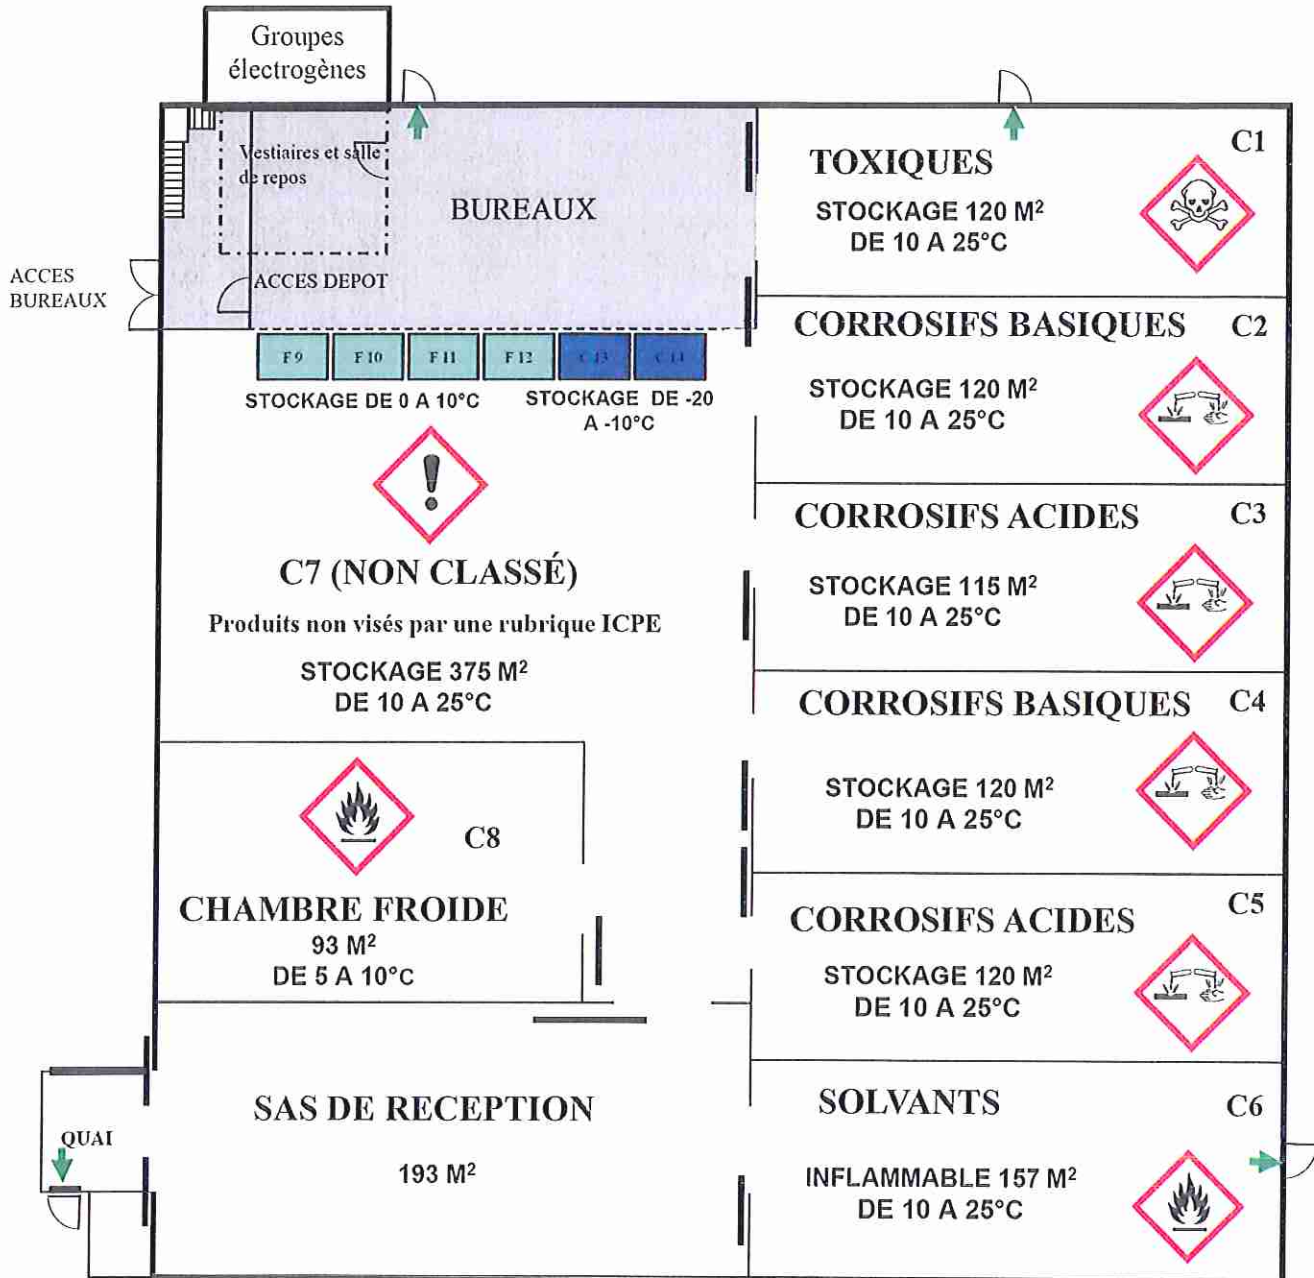 Groupes
électrogènes
Vestiaires et salle
de repos
BUREAUX
ACCES
BUREAUX
ACCES DEPOT
F 9
F 10
F 11
F 12
C 13
C 14
STOCKAGE DE 0 A 10°C
STOCKAGE DE -20
A -10°C
C7 (NON CLASSÉ)
Produits non visés par une rubrique ICPE
STOCKAGE 375 M²
DE 10 A 25°C
C8
CHAMBRE FROIDE
93 M²
DE 5 A 10°C
SAS DE RECEPTION
193 M²
QUAI
TOXIQUES
C1
STOCKAGE 120 M²
DE 10 A 25°C
CORROSIFS BASIQUES
C2
STOCKAGE 120 M²
DE 10 A 25°C
CORROSIFS ACIDES
C3
STOCKAGE 115 M²
DE 10 A 25°C
CORROSIFS BASIQUES
C4
STOCKAGE 120 M²
DE 10 A 25°C
CORROSIFS ACIDES
C5
STOCKAGE 120 M²
DE 10 A 25°C
SOLVANTS
C6
INFLAMMABLE 157 M²
DE 10 A 25°C